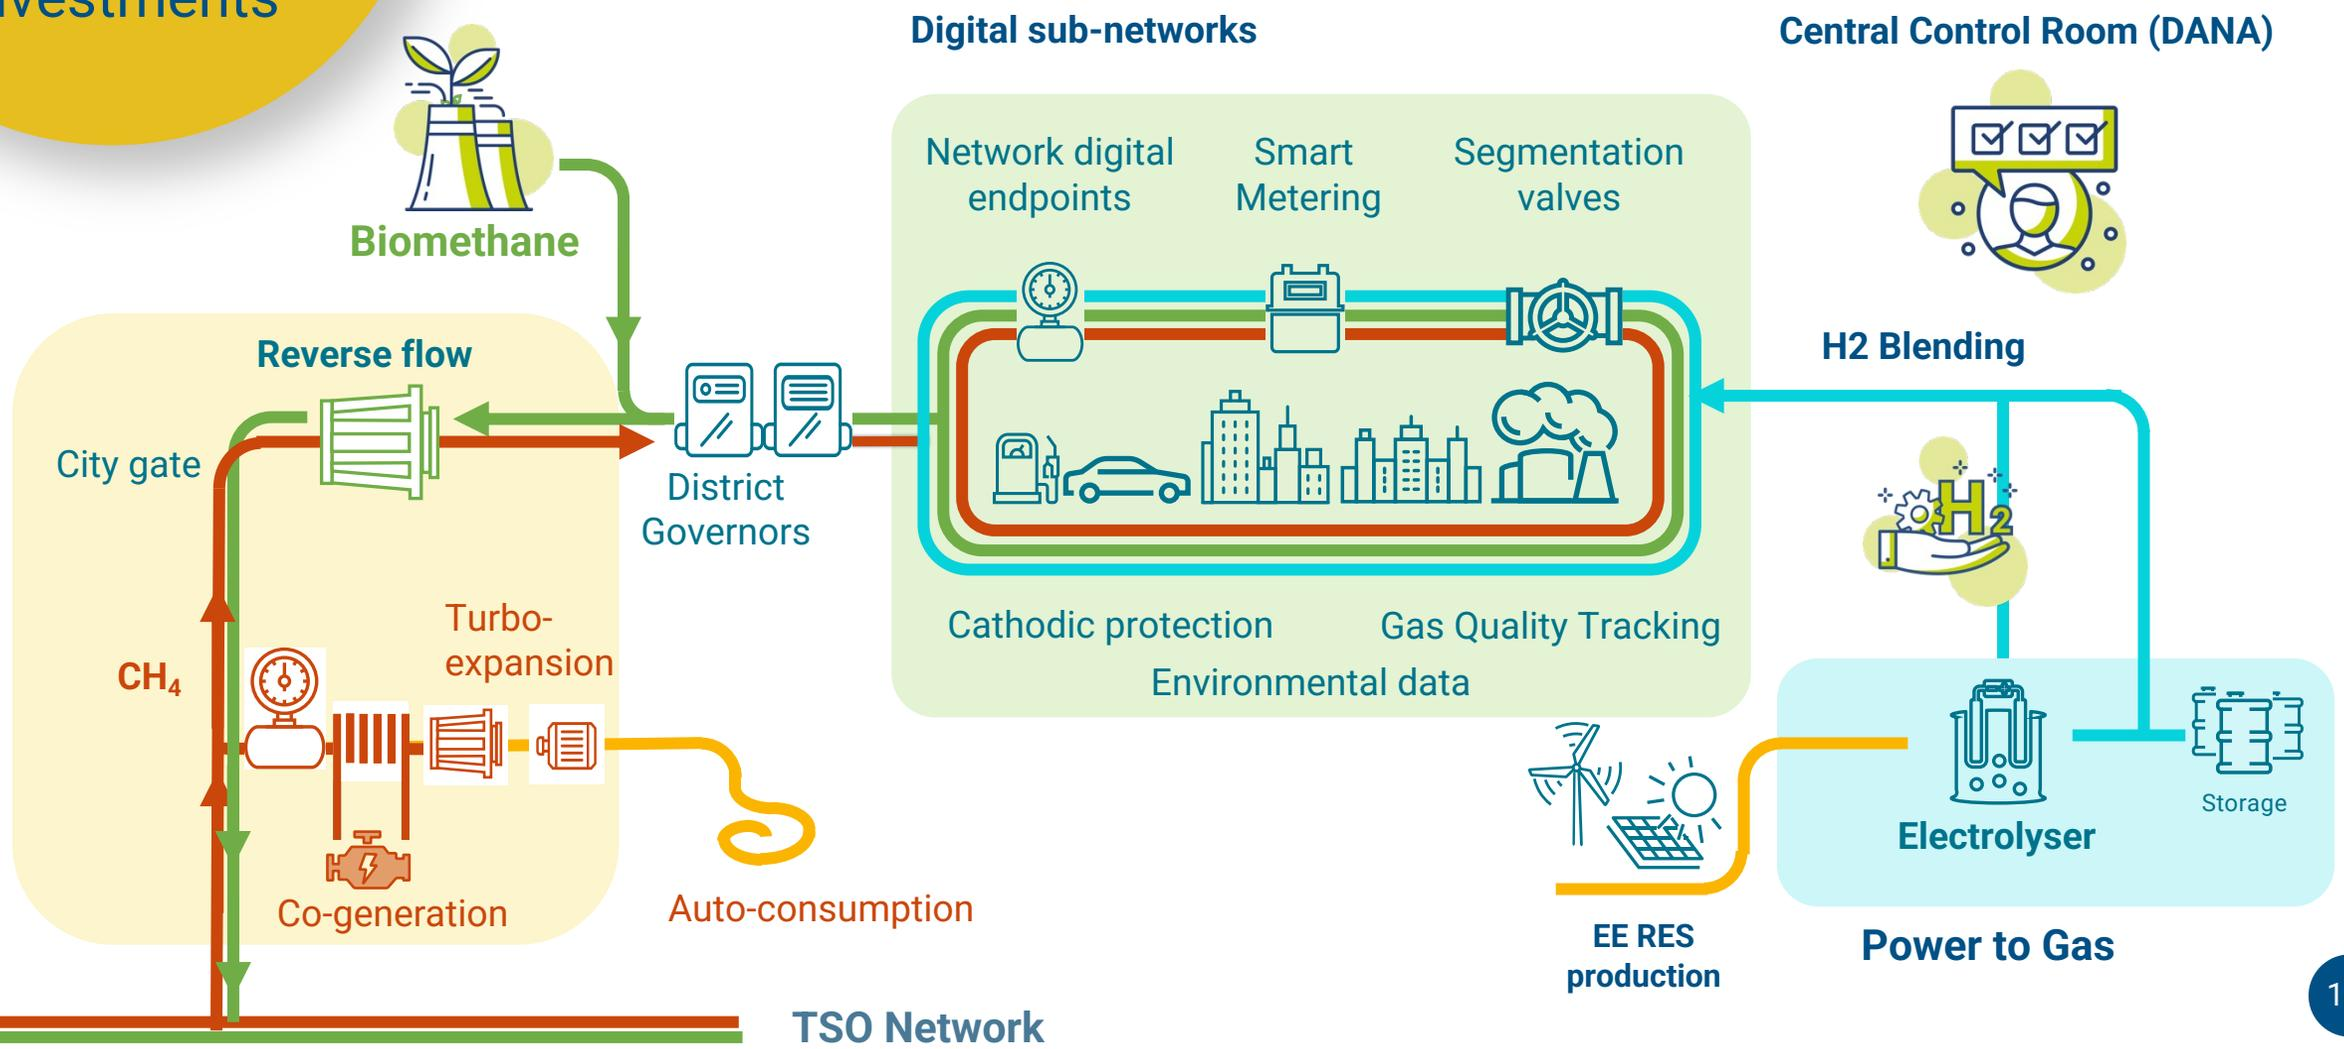 Digital sub-networks
Central Control Room (DANA)
Network digital
endpoints
Smart
Metering
Segmentation
valves
Biomethane
Reverse flow
City gate
District
Governors
H2 Blending
H2
Turbo-
expansion
CH₄
Cathodic protection
Gas Quality Tracking
Environmental data
Storage
Electrolyser
Co-generation
Auto-consumption
EE RES
production
Power to Gas
TSO Network